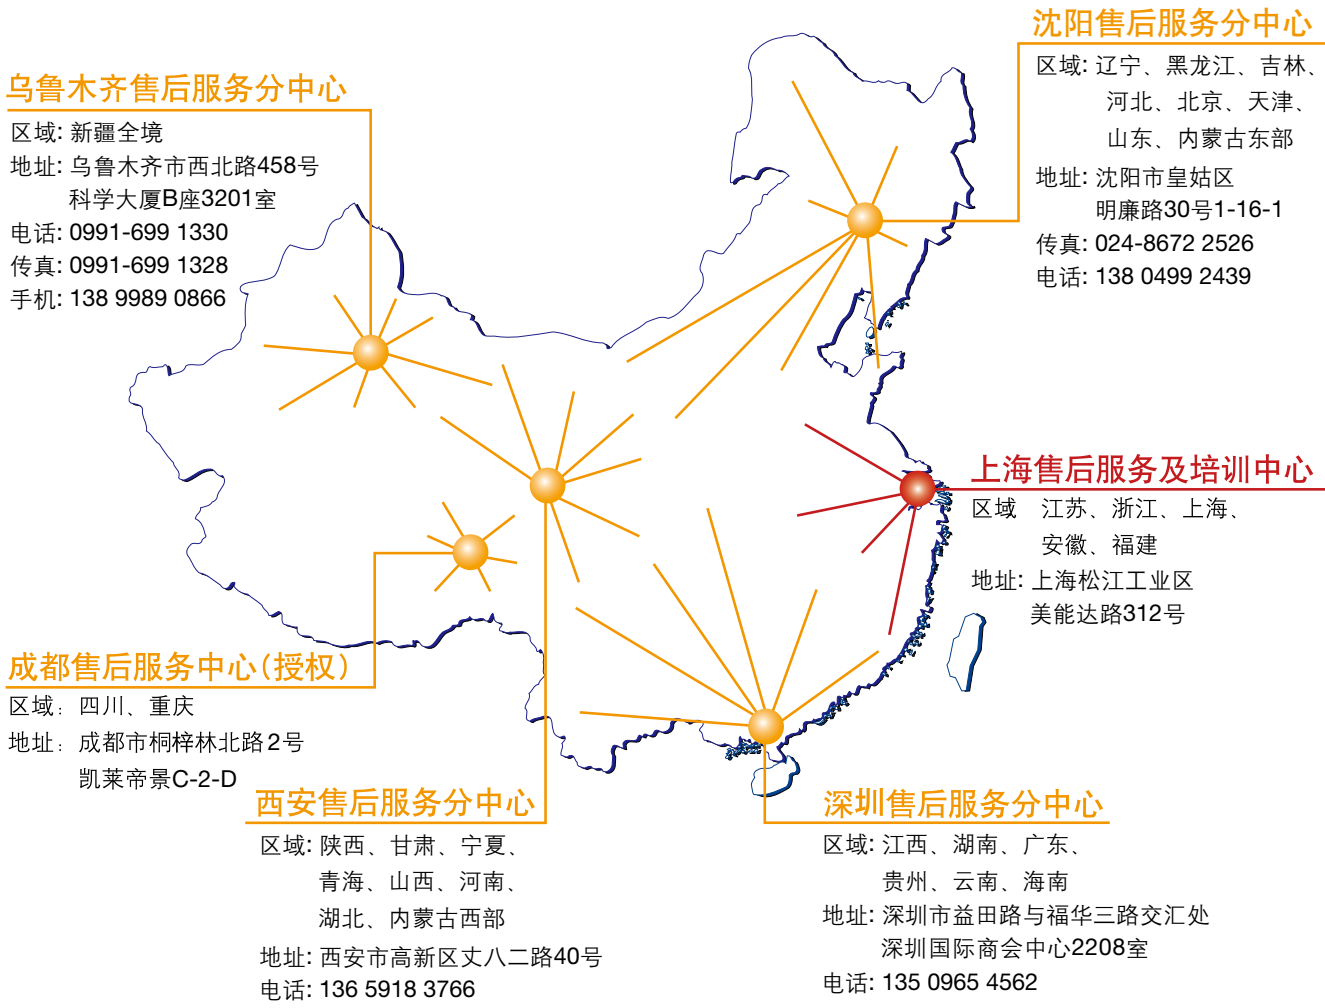 沈阳售后服务分中心
区域: 辽宁、黑龙江、吉林、
河北、北京、天津、
山东、内蒙古东部
地址: 沈阳市皇姑区
明廉路30号1-16-1
传真: 024-8672 2526
电话: 138 0499 2439
乌鲁木齐售后服务分中心
区域: 新疆全境
地址: 乌鲁木齐市西北路458号
科学大厦B座3201室
电话: 0991-699 1330
传真: 0991-699 1328
手机: 138 9989 0866
上海售后服务及培训中心
区域 江苏、浙江、上海、
安徽、福建
地址: 上海松江工业区
美能达路312号
成都售后服务中心(授权)
区域: 四川、重庆
地址: 成都市桐梓林北路2号
凯莱帝景C-2-D
西安售后服务分中心
区域: 陕西、甘肃、宁夏、
青海、山西、河南、
湖北、内蒙古西部
地址: 西安市高新区丈八二路40号
电话: 136 5918 3766
深圳售后服务分中心
区域: 江西、湖南、广东、
贵州、云南、海南
地址: 深圳市益田路与福华三路交汇处
深圳国际商会中心2208室
电话: 135 0965 4562